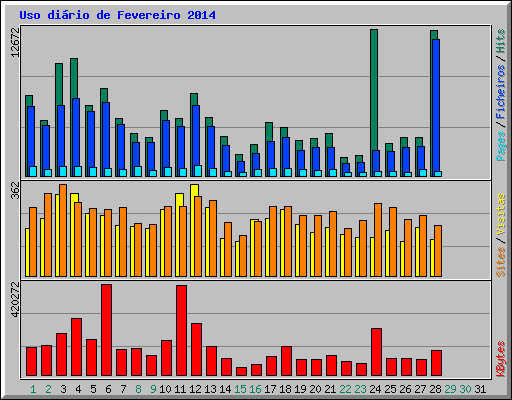 Uso diário de Fevereiro 2014
12672
Pages / Ficheiros / Hits
362
Sites / Visitas
420272
KBytes
1 2 3 4 5 6 7 8 9 10 11 12 13 14 15 16 17 18 19 20 21 22 23 24 25 26 27 28 29 30 31